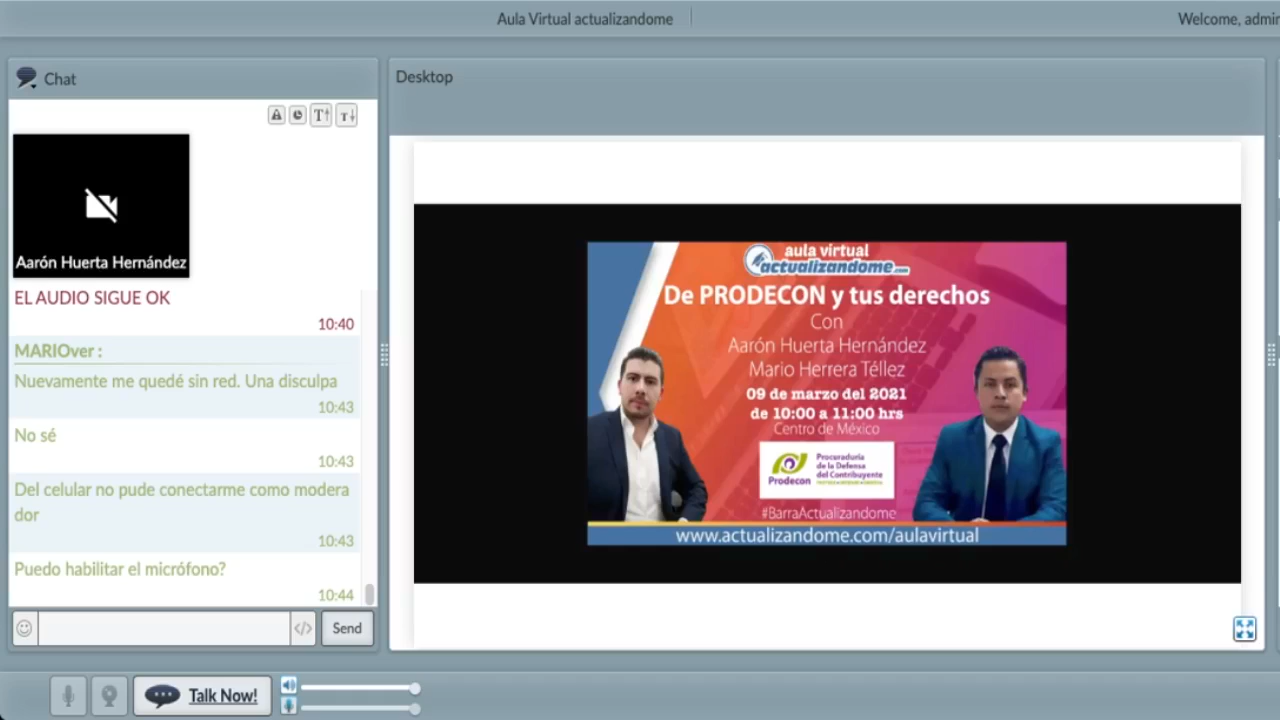 Aula Virtual actualizandome
Welcome, admin
Chat
Desktop
Aarón Huerta Hernández
EL AUDIO SIGUE OK
10:40
MARIOver :
Nuevamente me quedé sin red. Una disculpa
10:43
No sé
10:43
Del celular no pude conectarme como modera
dor
10:43
Puedo habilitar el micrófono?
10:44
Send
Talk Now!
aula virtual
actualizandome.com
De PRODECON y tus derechos
Con
Aarón Huerta Hernández
Mario Herrera Téllez
09 de marzo del 2021
de 10:00 a 11:00 hrs
Centro de México
Prodecon
Procuraduría
de la Defensa
del Contribuyente
#BarraActualizandome
www.actualizandome.com/aulavirtual